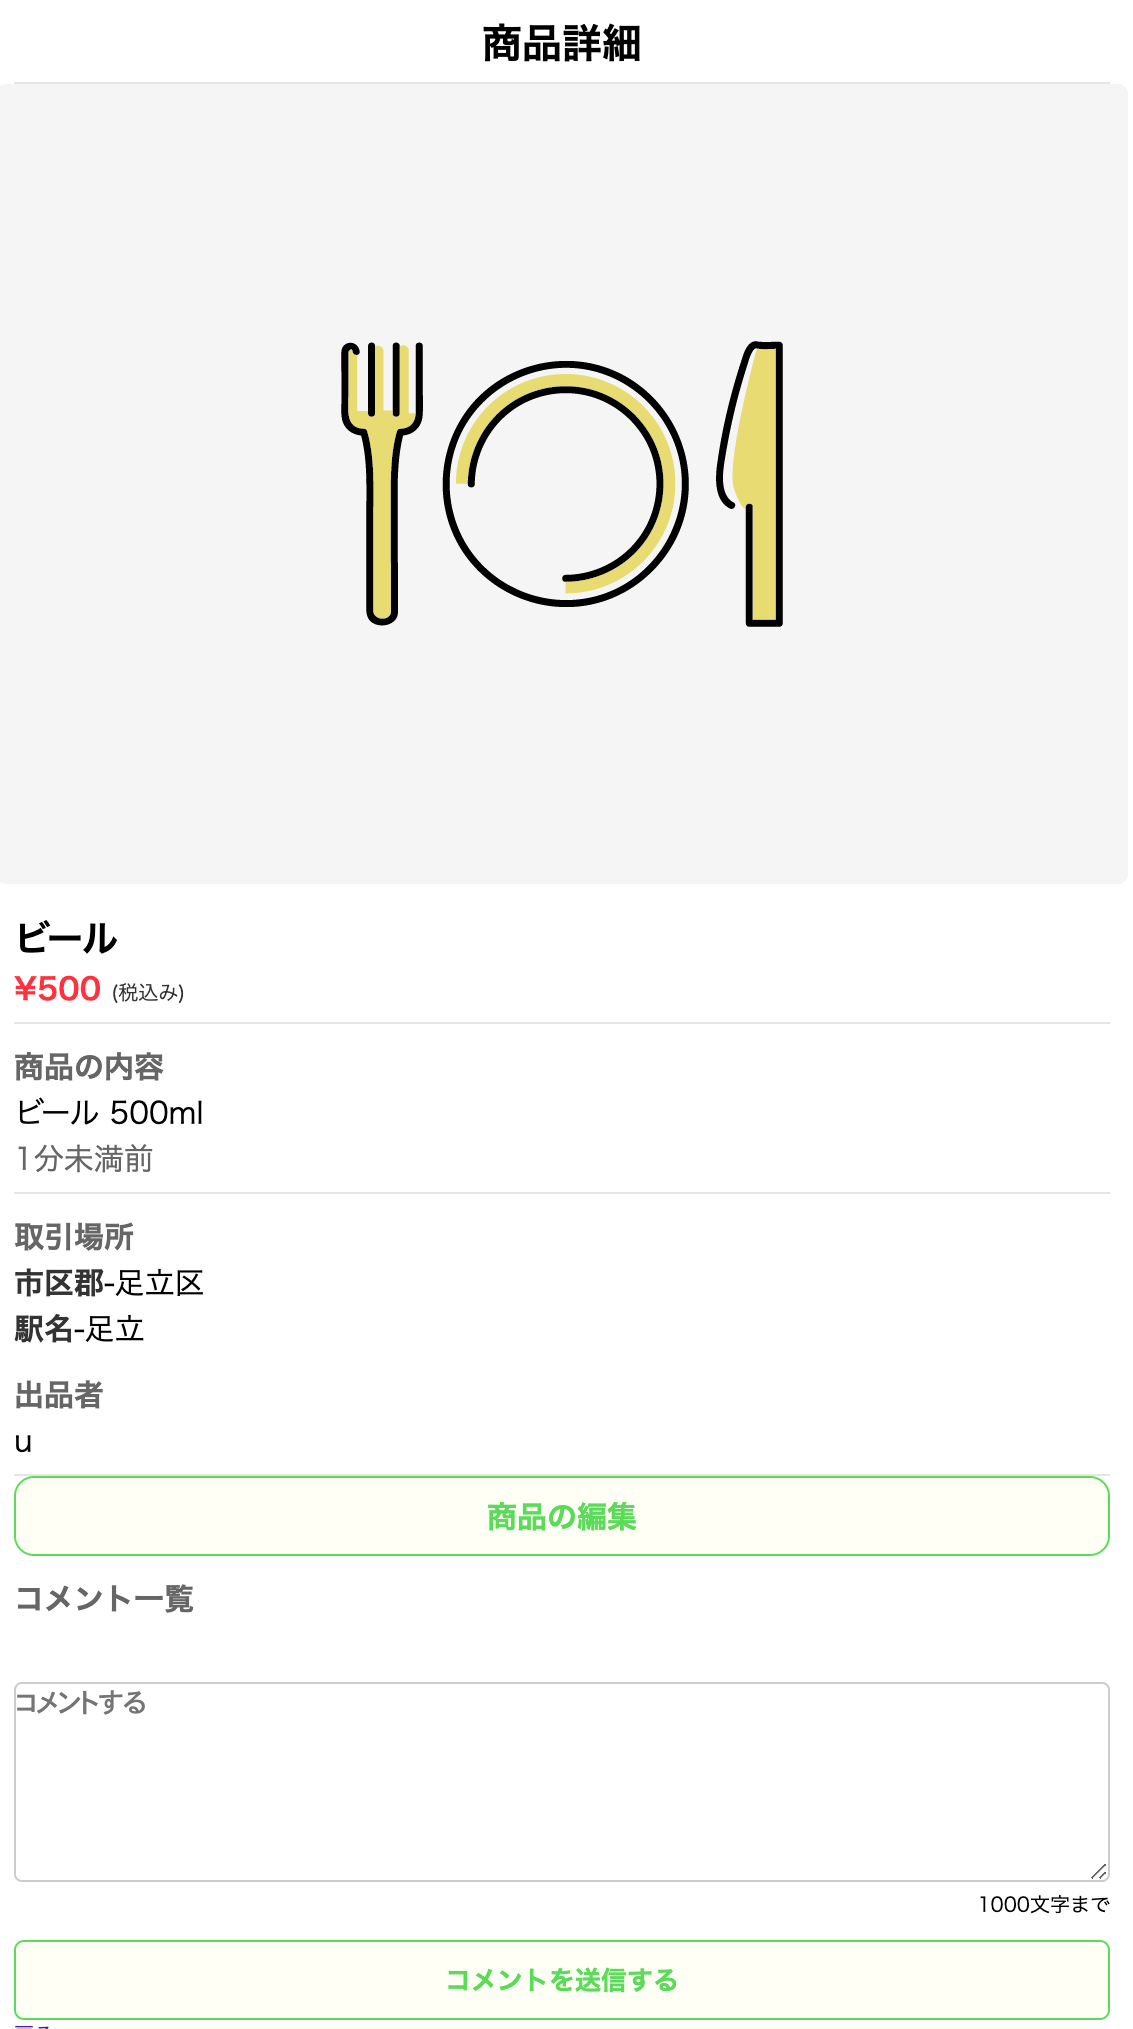 商品詳細
ビール
¥500 (税込み)
商品の内容
ビール 500ml
1分未満前
取引場所
市区郡-足立区
駅名-足立
出品者
u
商品の編集
コメント一覧
コメントする
1000文字まで
コメントを送信する